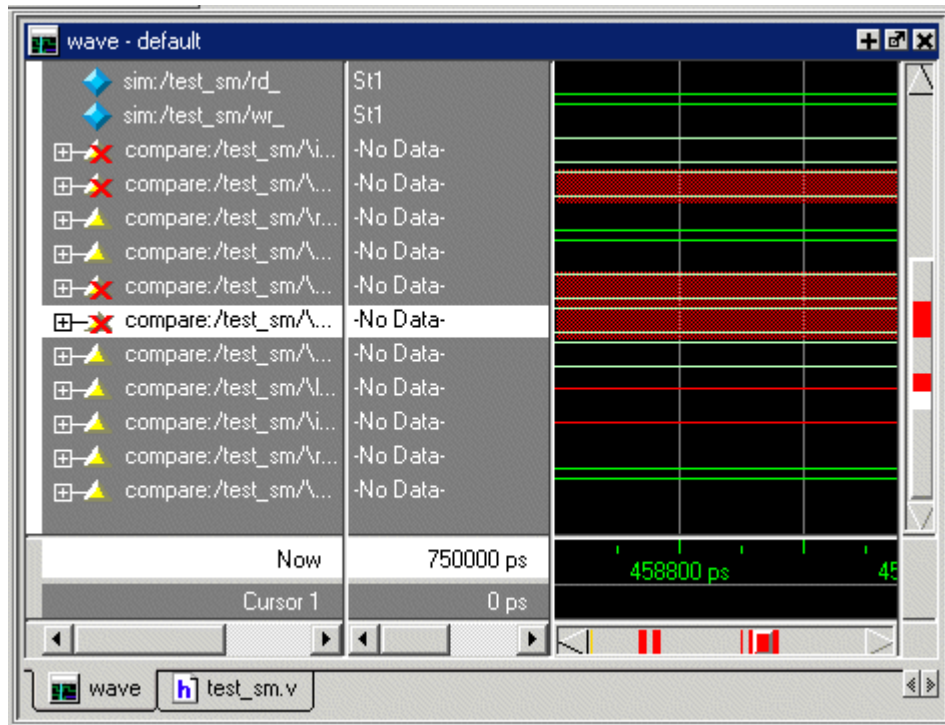 wave - default
sim:/test_sm/rd_ St1
sim:/test_sm/wr_ St1
compare:/test_sm/\i... -No Data-
compare:/test_sm/\... -No Data-
compare:/test_sm/\r... -No Data-
compare:/test_sm/\... -No Data-
compare:/test_sm/\... -No Data-
compare:/test_sm/\... -No Data-
compare:/test_sm/\... -No Data-
compare:/test_sm/\l... -No Data-
compare:/test_sm/\i... -No Data-
compare:/test_sm/\r... -No Data-
compare:/test_sm/\... -No Data-
Now 750000 ps 458800 ps 45
Cursor 1 0 ps
wave h test_sm.v